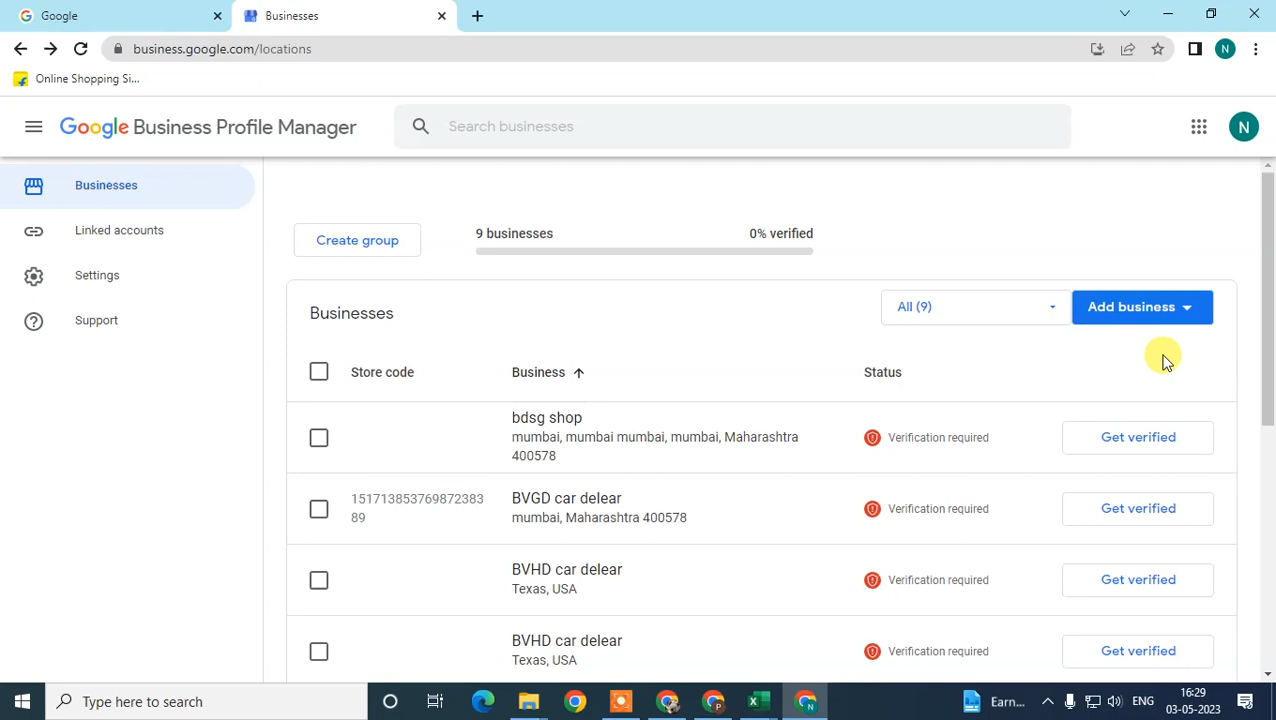 Google
Businesses
business.google.com/locations
N
Online Shopping Si...
Google Business Profile Manager
Search businesses
N
Businesses
Linked accounts
Settings
Support
Create group
9 businesses
0% verified
Businesses
All (9)
Add business
Store code
Business
Status
bdsg shop
mumbai, mumbai mumbai, mumbai, Maharashtra
400578
Verification required
Get verified
151713853769872383
89
BVGD car delear
mumbai, Maharashtra 400578
Verification required
Get verified
BVHD car delear
Texas, USA
Verification required
Get verified
BVHD car delear
Texas, USA
Verification required
Get verified
Type here to search
P
N
Earn...
ENG
16:29
03-05-2023